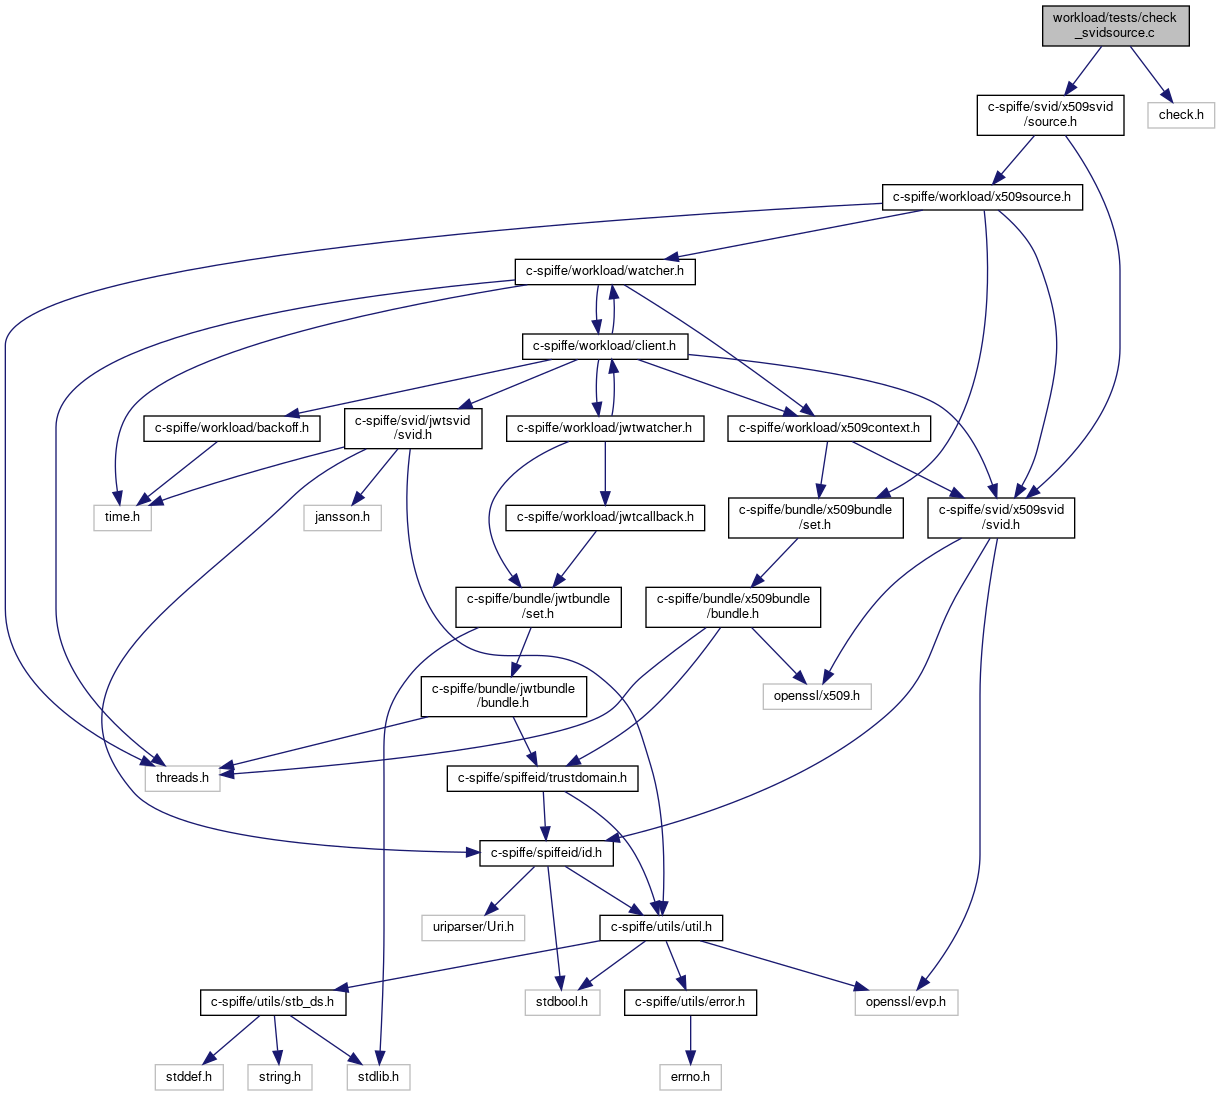 workload/tests/check
_svidsource.c
c-spiffe/svid/x509svid
/source.h
check.h
c-spiffe/workload/x509source.h
c-spiffe/workload/watcher.h
c-spiffe/workload/client.h
c-spiffe/workload/backoff.h
c-spiffe/svid/jwtsvid
/svid.h
c-spiffe/workload/jwtwatcher.h
c-spiffe/workload/x509context.h
time.h
jansson.h
c-spiffe/workload/jwtcallback.h
c-spiffe/bundle/x509bundle
/set.h
c-spiffe/svid/x509svid
/svid.h
c-spiffe/bundle/jwtbundle
/set.h
c-spiffe/bundle/x509bundle
/bundle.h
c-spiffe/bundle/jwtbundle
/bundle.h
openssl/x509.h
threads.h
c-spiffe/spiffeid/trustdomain.h
c-spiffe/spiffeid/id.h
uriparser/Uri.h
c-spiffe/utils/util.h
c-spiffe/utils/stb_ds.h
stdbool.h
c-spiffe/utils/error.h
openssl/evp.h
stddef.h
string.h
stdlib.h
errno.h